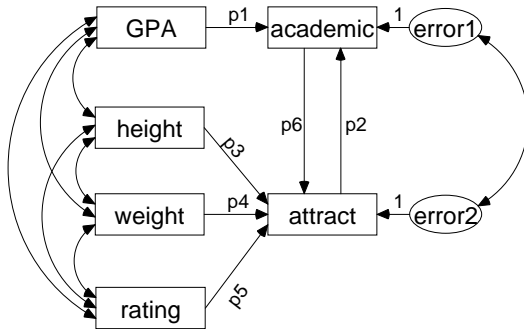 GPA p1 academic 1 error1
p6 p2
height p3
weight p4 attract 1 error2
p5
rating